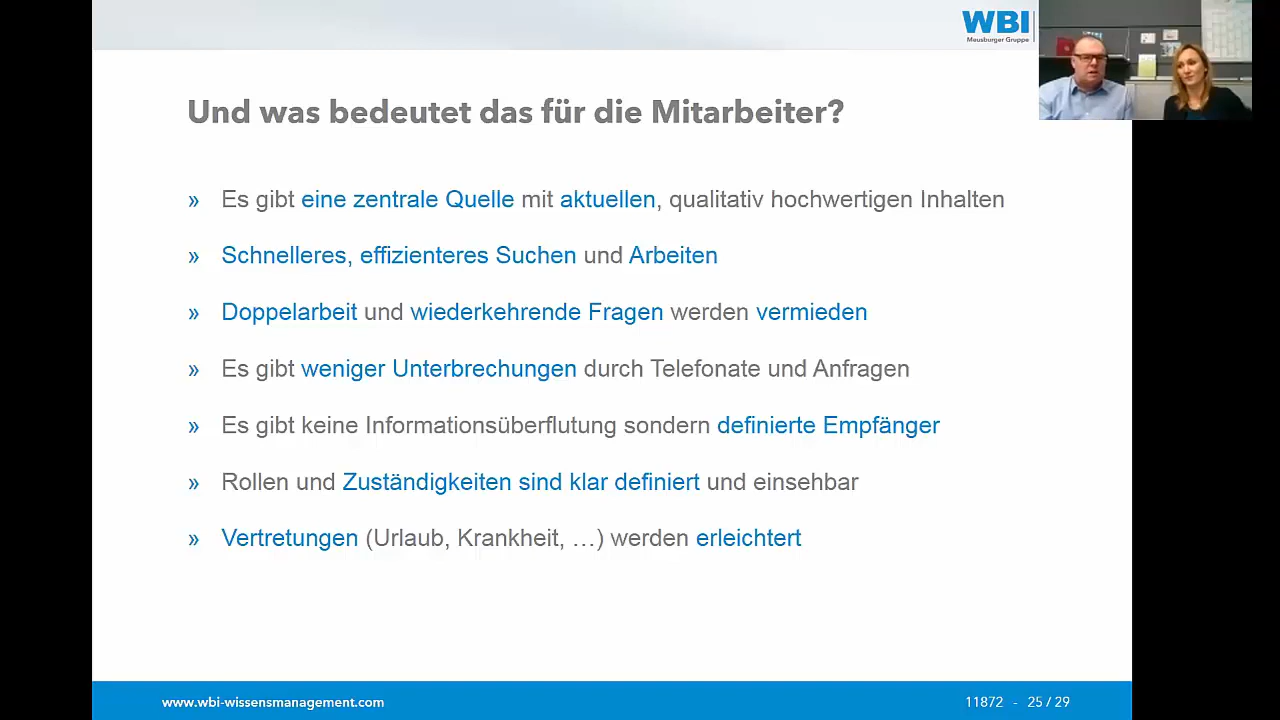 WBI
Meusburger Gruppe
Und was bedeutet das für die Mitarbeiter?
» Es gibt eine zentrale Quelle mit aktuellen, qualitativ hochwertigen Inhalten
» Schnelleres, effizienteres Suchen und Arbeiten
» Doppelarbeit und wiederkehrende Fragen werden vermieden
» Es gibt weniger Unterbrechungen durch Telefonate und Anfragen
» Es gibt keine Informationsüberflutung sondern definierte Empfänger
» Rollen und Zuständigkeiten sind klar definiert und einsehbar
» Vertretungen (Urlaub, Krankheit, …) werden erleichtert
www.wbi-wissensmanagement.com
11872 - 25 / 29